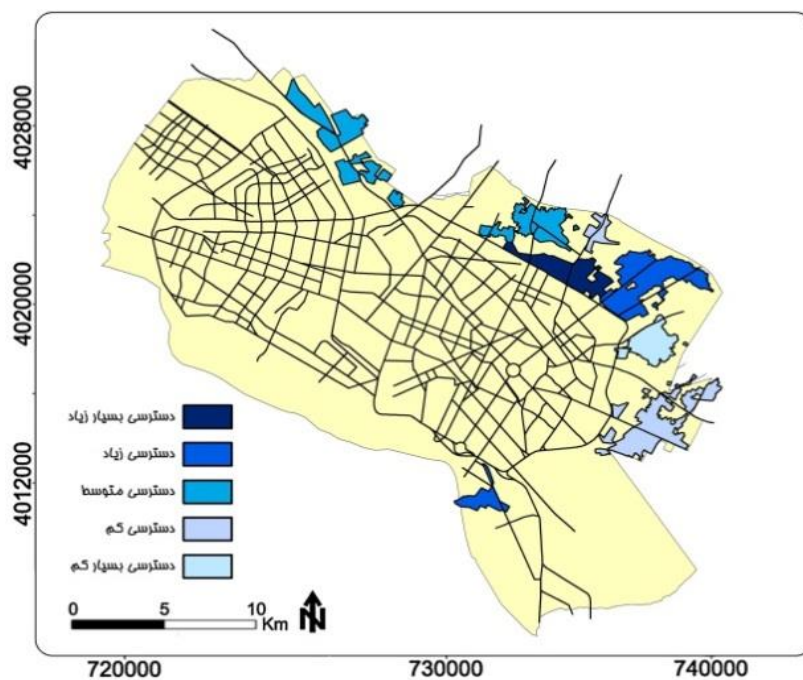 4028000
4020000
4012000
دسترسی بسیار زیاد
دسترسی زیاد
دسترسی متوسط
دسترسی کم
دسترسی بسیار کم
0 5 10
Km
N
720000 730000 740000